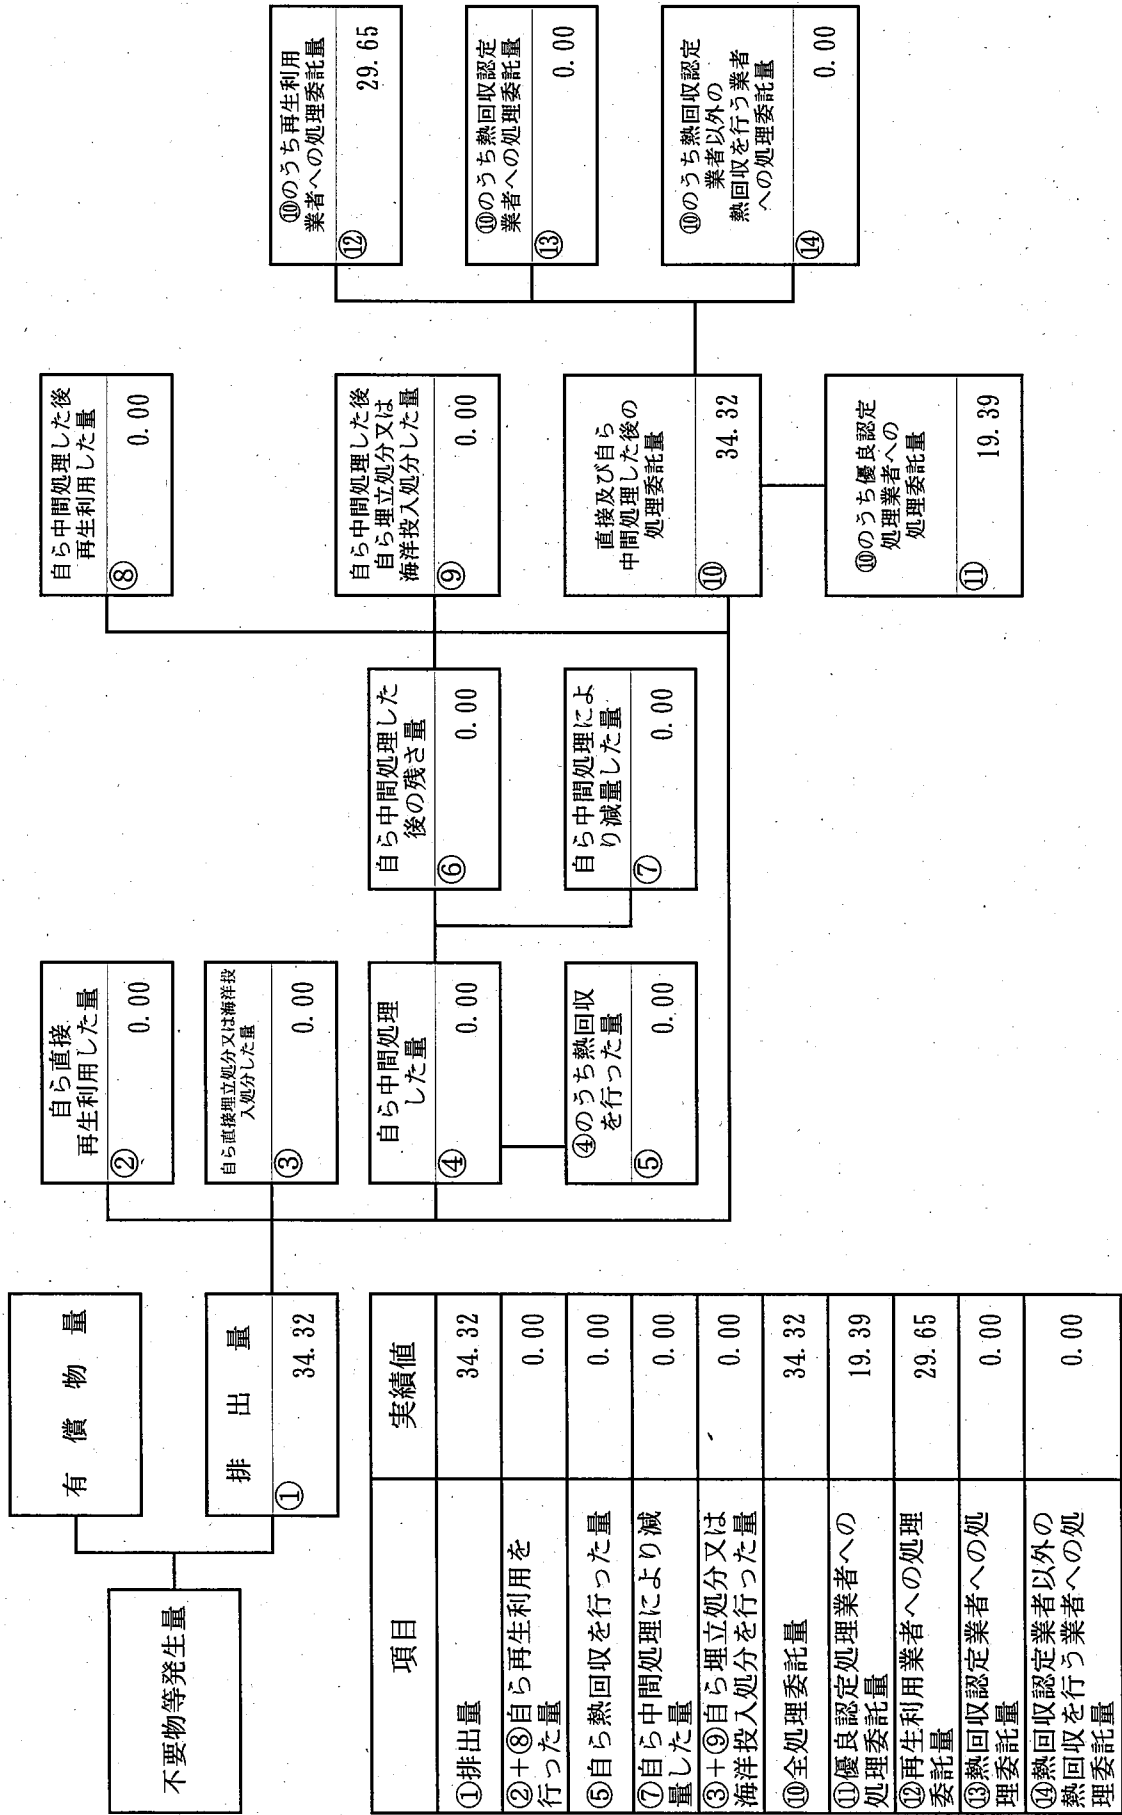 不要物等発生量
有償物量
排出量
①
34.32
自ら直接
再生利用した量
②
0.00
自ら直接埋立処分又は海洋投
入処分した量
③
0.00
自ら中間処理
した量
④
0.00
④のうち熱回収
を行った量
⑤
0.00
自ら中間処理した
後の残さ量
⑥
0.00
自ら中間処理によ
り減量した量
⑦
0.00
自ら中間処理した後
再生利用した量
⑧
0.00
自ら中間処理した後
自ら埋立処分又は
海洋投入処分した量
⑨
0.00
直接及び自ら
中間処理した後の
処理委託量
⑩
34.32
⑩のうち優良認定
処理業者への
処理委託量
⑪
19.39
⑩のうち再生利用
業者への処理委託量
⑫
29.65
⑩のうち熱回収認定
業者への処理委託量
⑬
0.00
⑩のうち熱回収認定
業者以外の
熱回収を行う業者
への処理委託量
⑭
0.00
項目 実績値
①排出量 34.32
②+⑧自ら再生利用を
行った量 0.00
⑤自ら熱回収を行った量 0.00
⑦自ら中間処理により減
量した量 0.00
③+⑨自ら埋立処分又は
海洋投入処分を行った量 0.00
⑩全処理委託量 34.32
⑪優良認定処理業者への
処理委託量 19.39
⑫再生利用業者への処理
委託量 29.65
⑬熱回収認定業者への処
理委託量 0.00
⑭熱回収認定業者以外の
熱回収を行う業者への処
理委託量 0.00